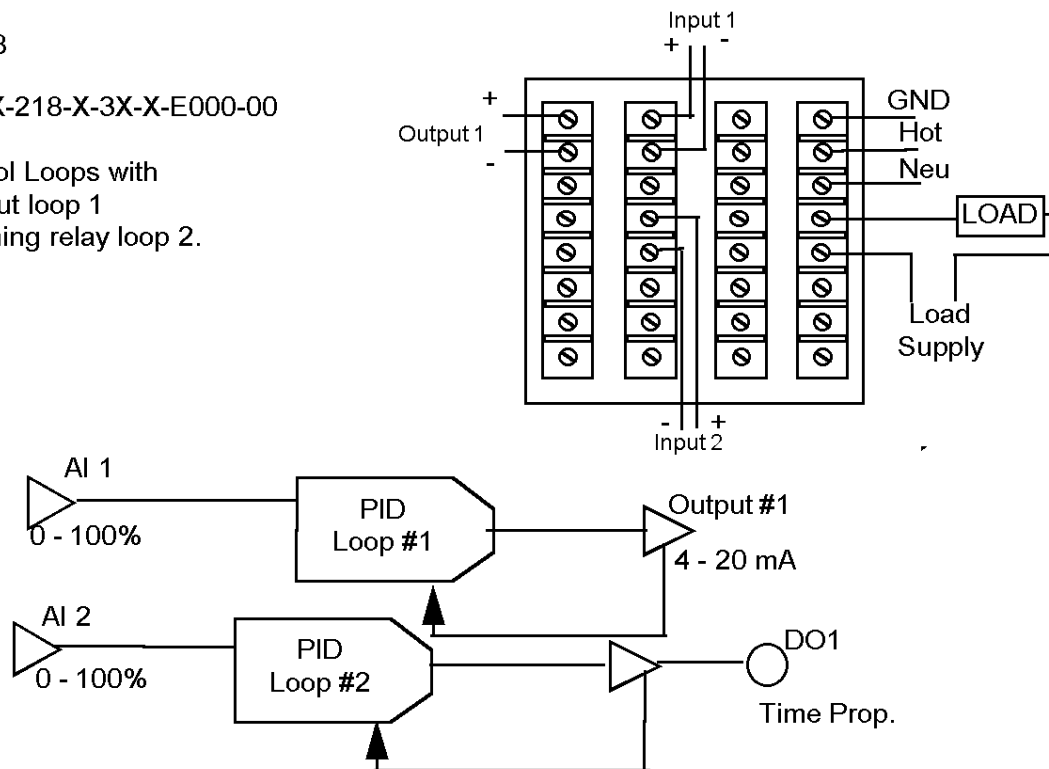 X-218-X-3X-X-E000-00
ol Loops with
ut loop 1
ning relay loop 2.
Input 1
+ -
+
Output 1
-
GND
Hot
Neu
LOAD
Load
Supply
- +
Input 2
AI 1
0 - 100%
PID
Loop #1
Output #1
4 - 20 mA
AI 2
0 - 100%
PID
Loop #2
DO1
Time Prop.